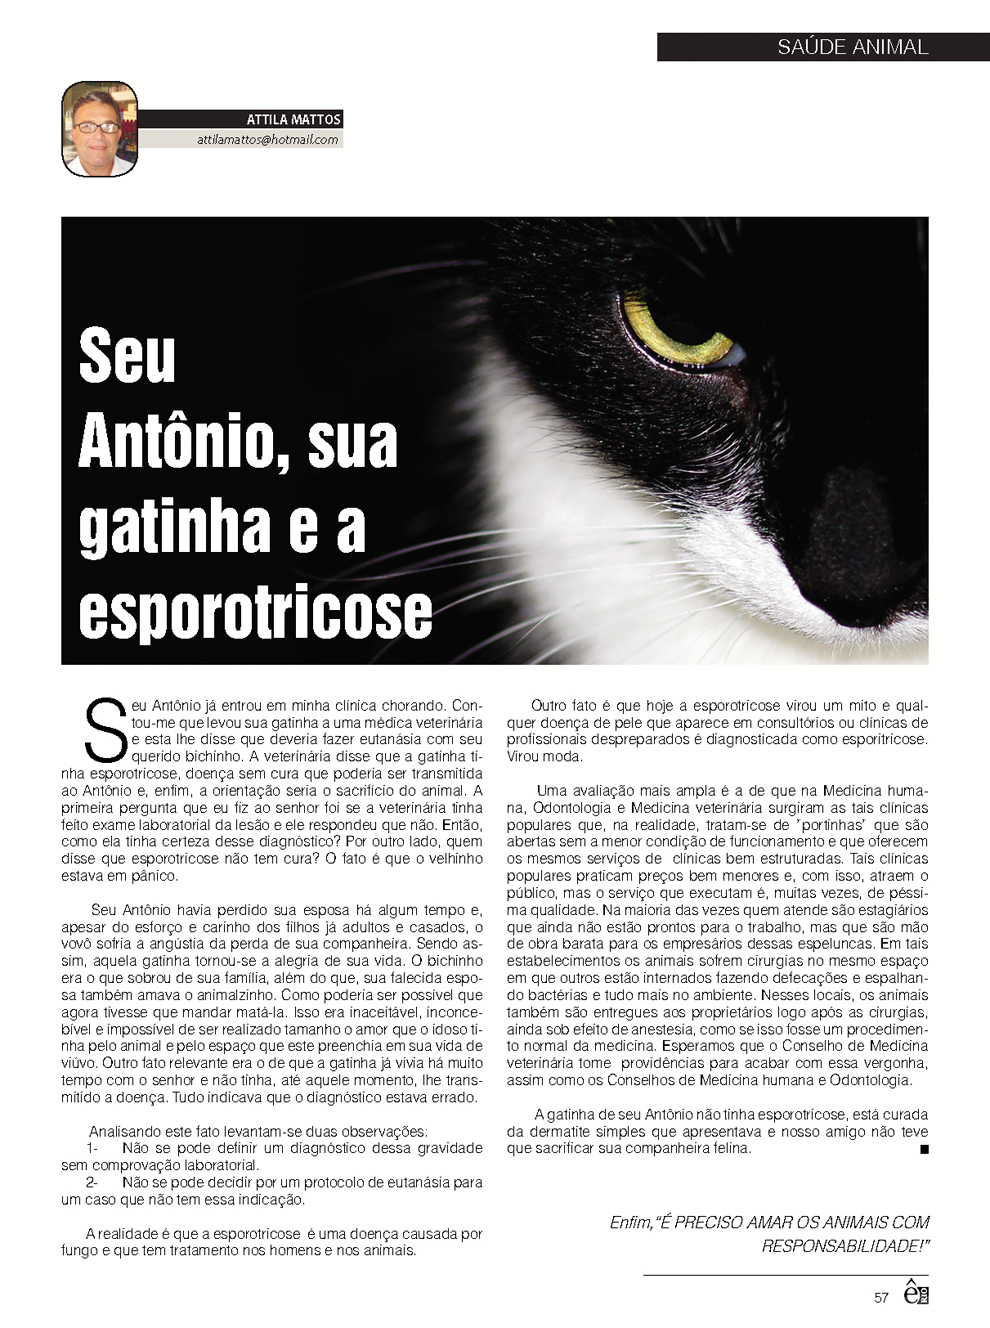 SAÚDE ANIMAL
ATTILA MATTOS
attilamattos@hotmail.com
Seu
Antônio, sua
gatinha e a
esporotricose
Seu Antônio já entrou em minha clínica chorando. Con-
tou-me que levou sua gatinha a uma médica veterinária
e esta lhe disse que deveria fazer eutanásia com seu
querido bichinho. A veterinária disse que a gatinha ti-
nha esporotricose, doença sem cura que poderia ser transmitida
ao Antônio e, enfim, a orientação seria o sacrifício do animal. A
primeira pergunta que eu fiz ao senhor foi se a veterinária tinha
feito exame laboratorial da lesão e ele respondeu que não. Então,
como ela tinha certeza desse diagnóstico? Por outro lado, quem
disse que esporotricose não tem cura? O fato é que o velhinho
estava em pânico.
Seu Antônio havia perdido sua esposa há algum tempo e,
apesar do esforço e carinho dos filhos já adultos e casados, o
vovô sofria a angústia da perda de sua companheira. Sendo as-
sim, aquela gatinha tornou-se a alegria de sua vida. O bichinho
era o que sobrou de sua família, além do que, sua falecida espo-
sa também amava o animalzinho. Como poderia ser possível que
agora tivesse que mandar matá-la. Isso era inaceitável, inconce-
bível e impossível de ser realizado tamanho o amor que o idoso ti-
nha pelo animal e pelo espaço que este preenchia em sua vida de
viúvo. Outro fato relevante era o de que a gatinha já vivia há muito
tempo com o senhor e não tinha, até aquele momento, lhe trans-
mitido a doença. Tudo indicava que o diagnóstico estava errado.
Analisando este fato levantam-se duas observações:
1- Não se pode definir um diagnóstico dessa gravidade
sem comprovação laboratorial.
2- Não se pode decidir por um protocolo de eutanásia para
um caso que não tem essa indicação.
A realidade é que a esporotricose é uma doença causada por
fungo e que tem tratamento nos homens e nos animais.
Outro fato é que hoje a esporotricose virou um mito e qual-
quer doença de pele que aparece em consultórios ou clínicas de
profissionais despreparados é diagnosticada como esporitricose.
Virou moda.
Uma avaliação mais ampla é a de que na Medicina huma-
na, Odontologia e Medicina veterinária surgiram as tais clínicas
populares que, na realidade, tratam-se de "portinhas" que são
abertas sem a menor condição de funcionamento e que oferecem
os mesmos serviços de clínicas bem estruturadas. Tais clínicas
populares praticam preços bem menores e, com isso, atraem o
público, mas o serviço que executam é, muitas vezes, de péssi-
ma qualidade. Na maioria das vezes quem atende são estagiários
que ainda não estão prontos para o trabalho, mas que são mão
de obra barata para os empresários dessas espeluncas. Em tais
estabelecimentos os animais sofrem cirurgias no mesmo espaço
em que outros estão internados fazendo defecações e espalhan-
do bactérias e tudo mais no ambiente. Nesses locais, os animais
também são entregues aos proprietários logo após as cirurgias,
ainda sob efeito de anestesia, como se isso fosse um procedimen-
to normal da medicina. Esperamos que o Conselho de Medicina
veterinária tome providências para acabar com essa vergonha,
assim como os Conselhos de Medicina humana e Odontologia.
A gatinha de seu Antônio não tinha esporotricose, está curada
da dermatite simples que apresentava e nosso amigo não teve
que sacrificar sua companheira felina.
Enfim,"É PRECISO AMAR OS ANIMAIS COM
RESPONSABILIDADE!"
57 ê